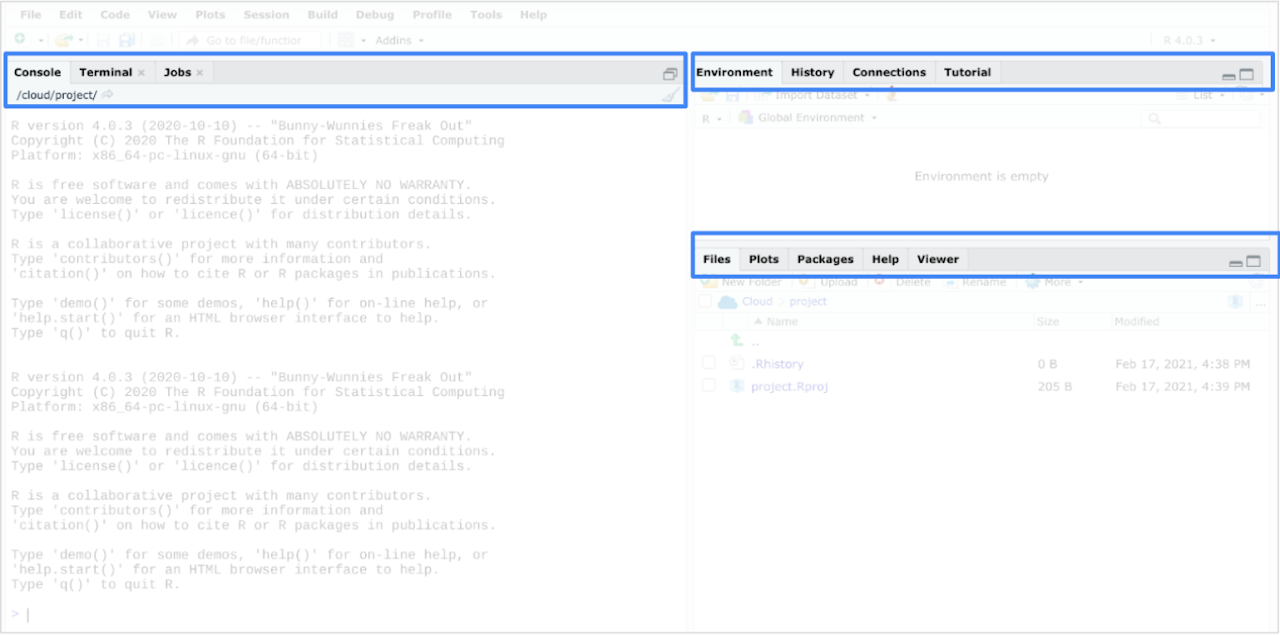 File Edit Code View Plots Session Build Debug Profile Tools Help
Go to file/function Addins R 4.0.3
Console Terminal × Jobs ×
/cloud/project/
R version 4.0.3 (2020-10-10) -- "Bunny-Wunnies Freak Out"
Copyright (C) 2020 The R Foundation for Statistical Computing
Platform: x86_64-pc-linux-gnu (64-bit)
R is free software and comes with ABSOLUTELY NO WARRANTY.
You are welcome to redistribute it under certain conditions.
Type 'license()' or 'licence()' for distribution details.
R is a collaborative project with many contributors.
Type 'contributors()' for more information and
'citation()' on how to cite R or R packages in publications.
Type 'demo()' for some demos, 'help()' for on-line help, or
'help.start()' for an HTML browser interface to help.
Type 'q()' to quit R.
R version 4.0.3 (2020-10-10) -- "Bunny-Wunnies Freak Out"
Copyright (C) 2020 The R Foundation for Statistical Computing
Platform: x86_64-pc-linux-gnu (64-bit)
R is free software and comes with ABSOLUTELY NO WARRANTY.
You are welcome to redistribute it under certain conditions.
Type 'license()' or 'licence()' for distribution details.
R is a collaborative project with many contributors.
Type 'contributors()' for more information and
'citation()' on how to cite R or R packages in publications.
Type 'demo()' for some demos, 'help()' for on-line help, or
'help.start()' for an HTML browser interface to help.
Type 'q()' to quit R.
>
Environment History Connections Tutorial
Import Dataset List
R Global Environment
Environment is empty
Files Plots Packages Help Viewer
New Folder Upload Delete Rename More
Cloud > project ...
Name Size Modified
..
.Rhistory 0 B Feb 17, 2021, 4:38 PM
project.Rproj 205 B Feb 17, 2021, 4:39 PM